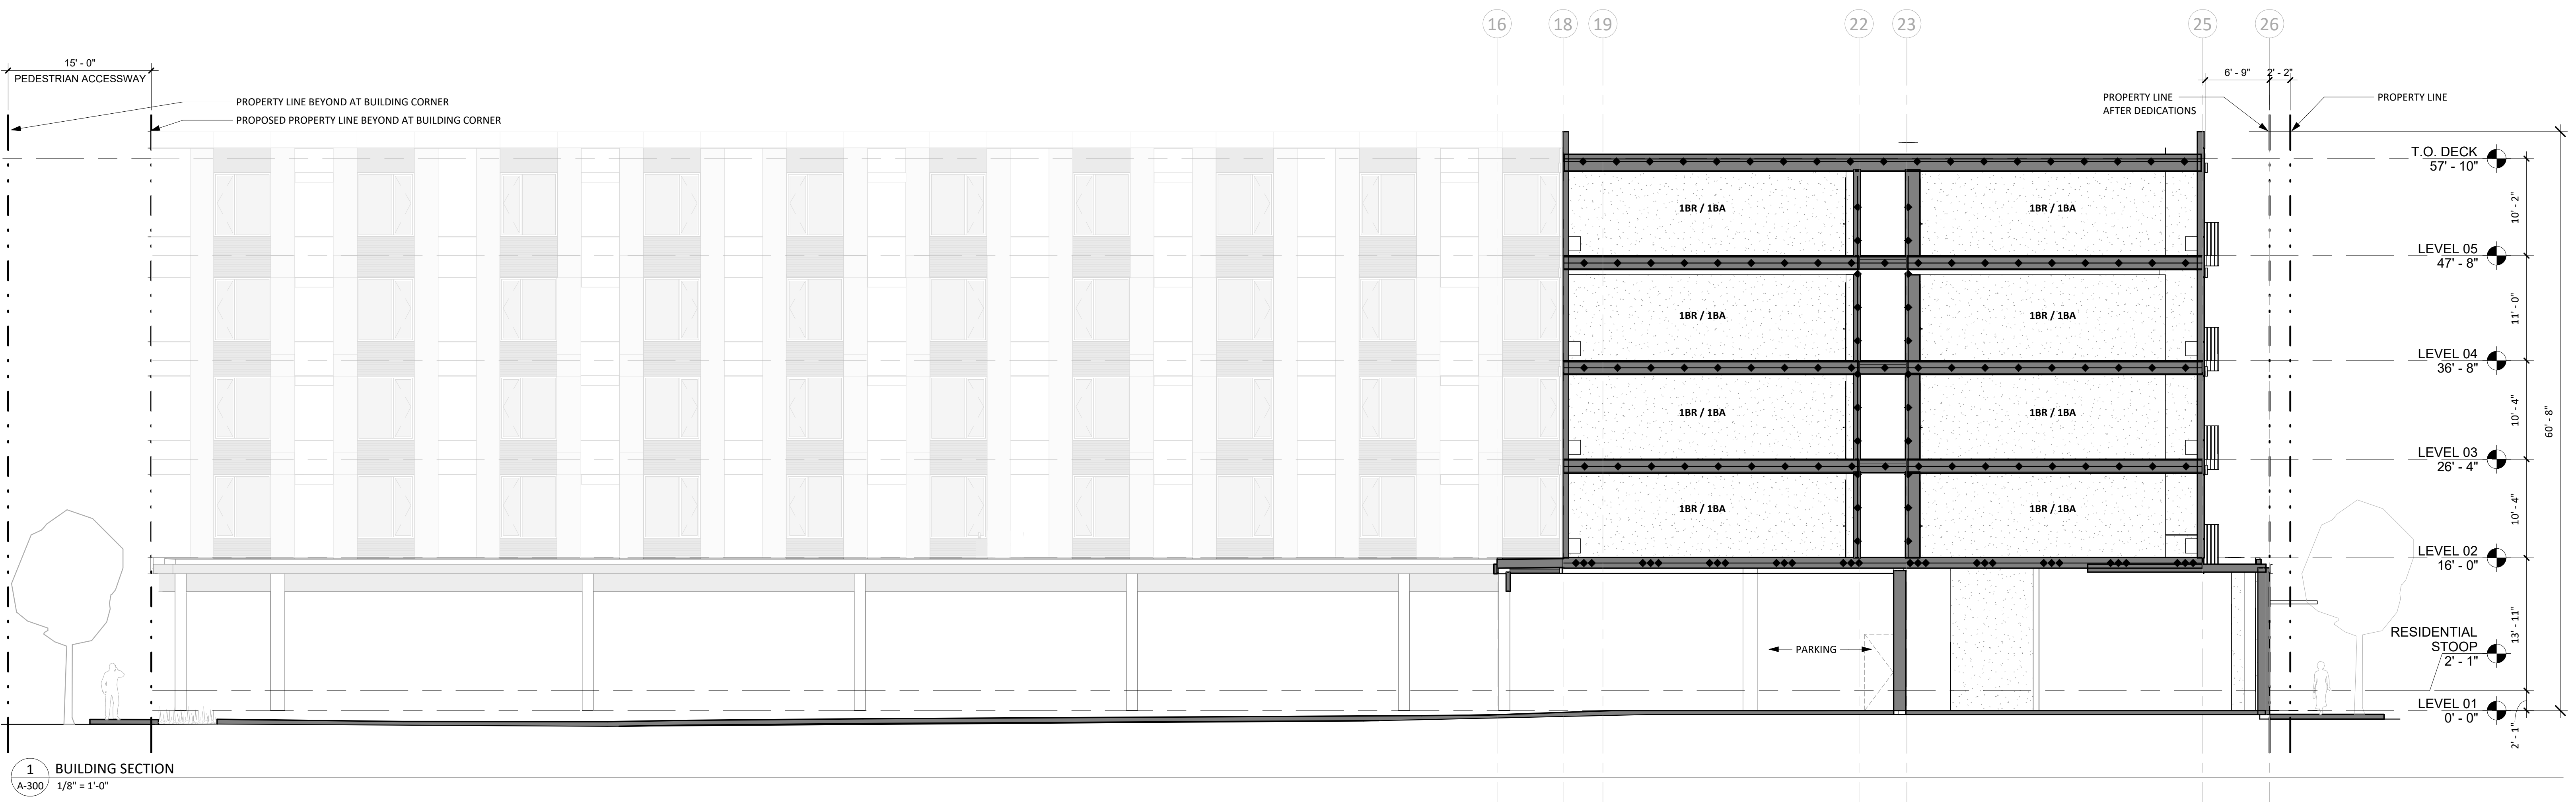 16
18
19
22
23
25
26
15' - 0"
PEDESTRIAN ACCESSWAY
PROPERTY LINE BEYOND AT BUILDING CORNER
PROPOSED PROPERTY LINE BEYOND AT BUILDING CORNER
6' - 9"
2' - 2"
PROPERTY LINE
AFTER DEDICATIONS
PROPERTY LINE
T.O. DECK
57' - 10"
10' - 2"
1BR / 1BA
1BR / 1BA
LEVEL 05
47' - 8"
11' - 0"
1BR / 1BA
1BR / 1BA
LEVEL 04
36' - 8"
10' - 4"
60' - 8"
1BR / 1BA
1BR / 1BA
LEVEL 03
26' - 4"
10' - 4"
1BR / 1BA
1BR / 1BA
LEVEL 02
16' - 0"
13' - 11"
PARKING
RESIDENTIAL
STOOP
2' - 1"
LEVEL 01
0' - 0"
2' - 1"
1
A-300
BUILDING SECTION
1/8" = 1'-0"